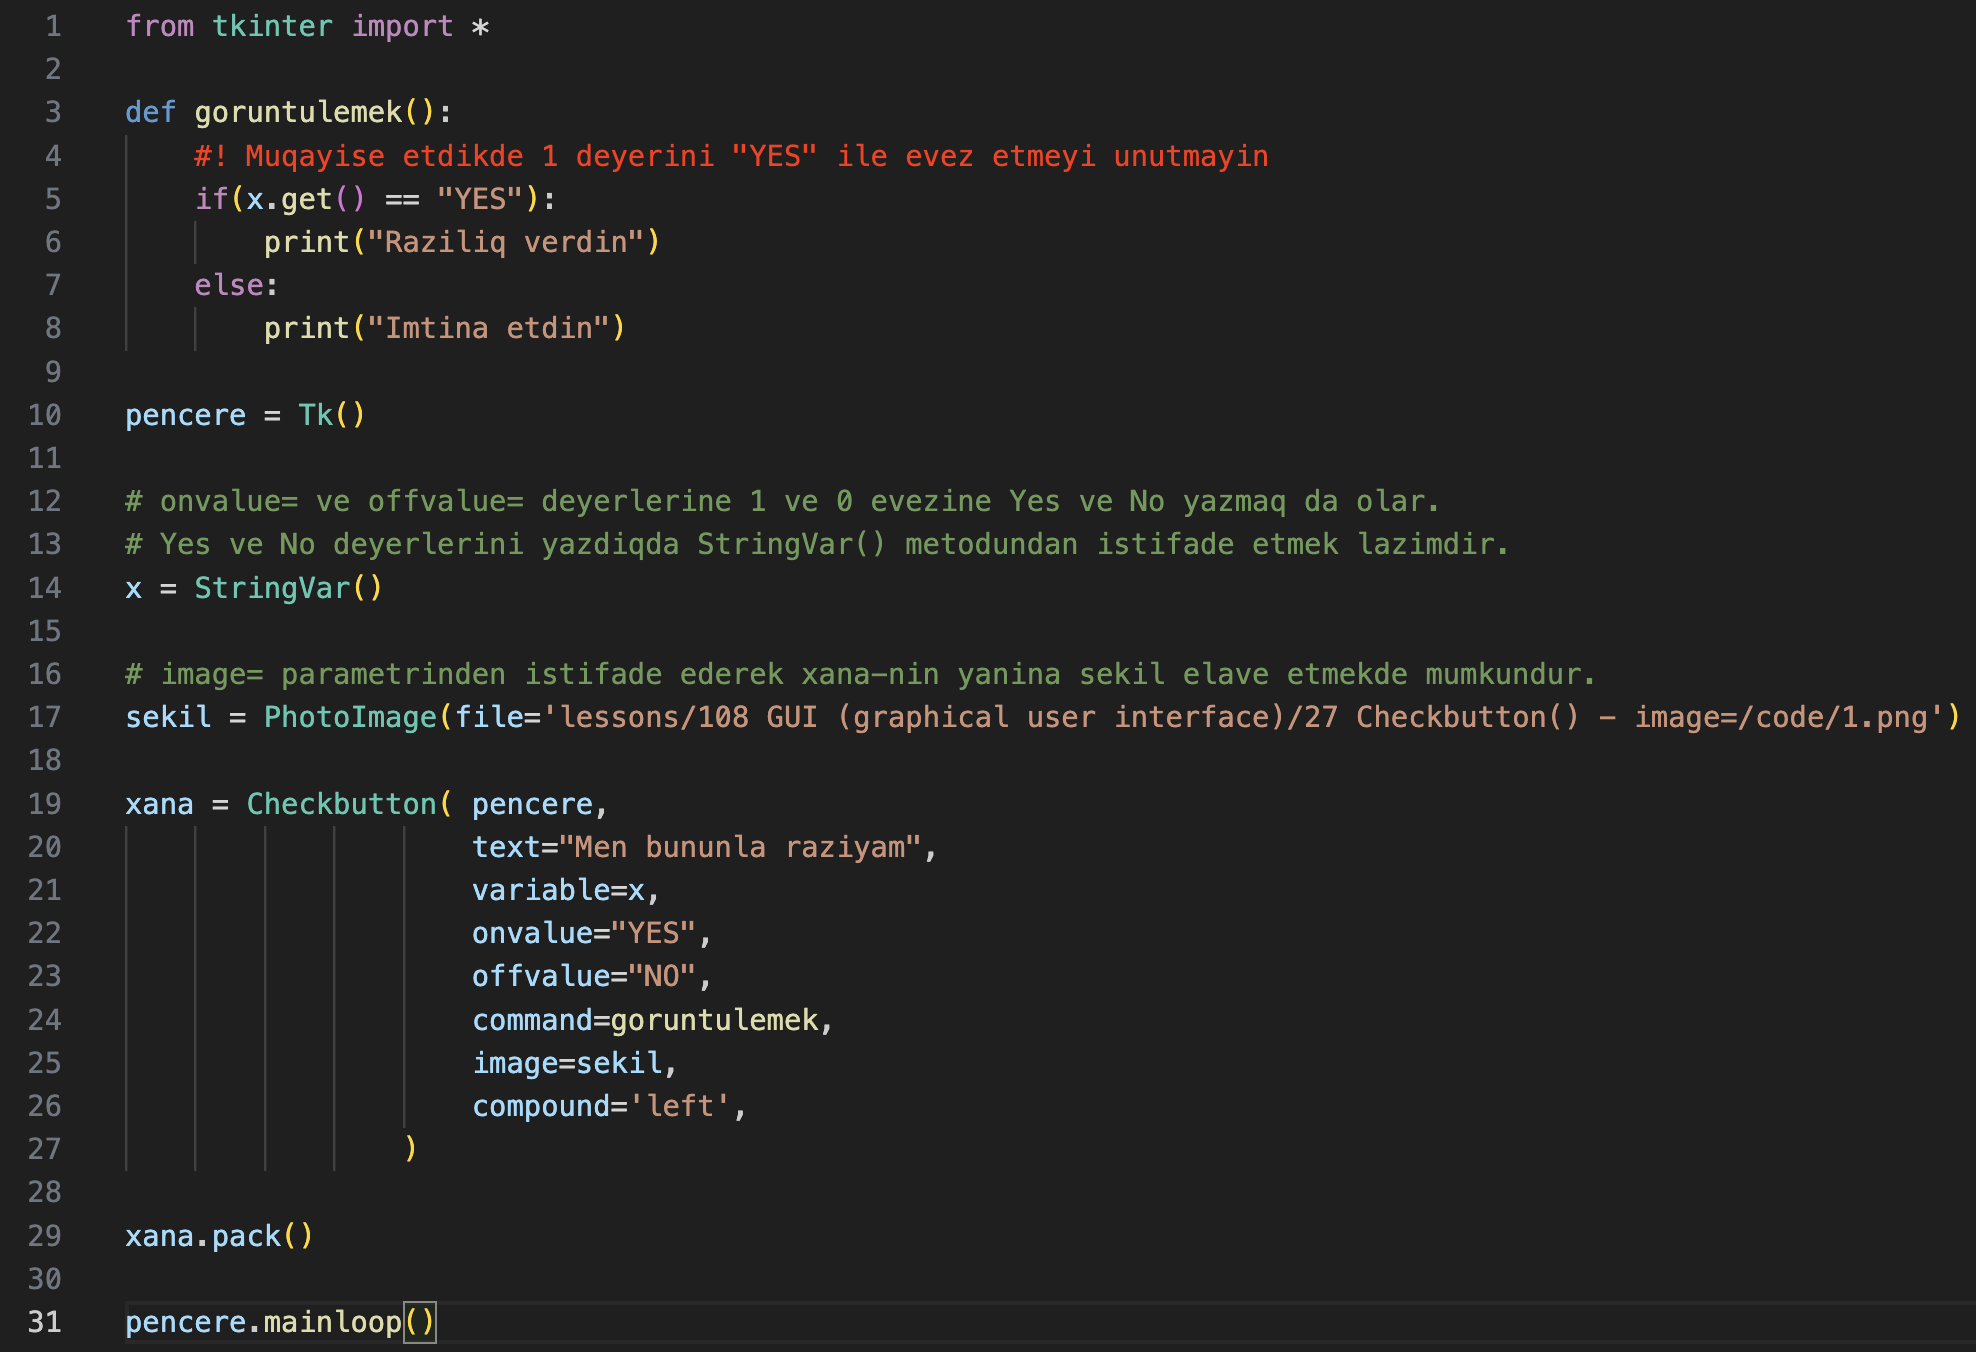 1 from tkinter import *
2
3 def goruntulemek():
4     #! Muqayise etdikde 1 deyerini "YES" ile evez etmeyi unutmayin
5     if(x.get() == "YES"):
6         print("Raziliq verdin")
7     else:
8         print("Imtina etdin")
9
10 pencere = Tk()
11
12 # onvalue= ve offvalue= deyerlerine 1 ve 0 evezine Yes ve No yazmaq da olar.
13 # Yes ve No deyerlerini yazdiqda StringVar() metodundan istifade etmek lazimdir.
14 x = StringVar()
15
16 # image= parametrinden istifade ederek xana-nin yanina sekil elave etmekde mumkundur.
17 sekil = PhotoImage(file='lessons/108 GUI (graphical user interface)/27 Checkbutton() - image=/code/1.png')
18
19 xana = Checkbutton( pencere,
20                     text="Men bununla raziyam",
21                     variable=x,
22                     onvalue="YES",
23                     offvalue="NO",
24                     command=goruntulemek,
25                     image=sekil,
26                     compound='left',
27                 )
28
29 xana.pack()
30
31 pencere.mainloop()